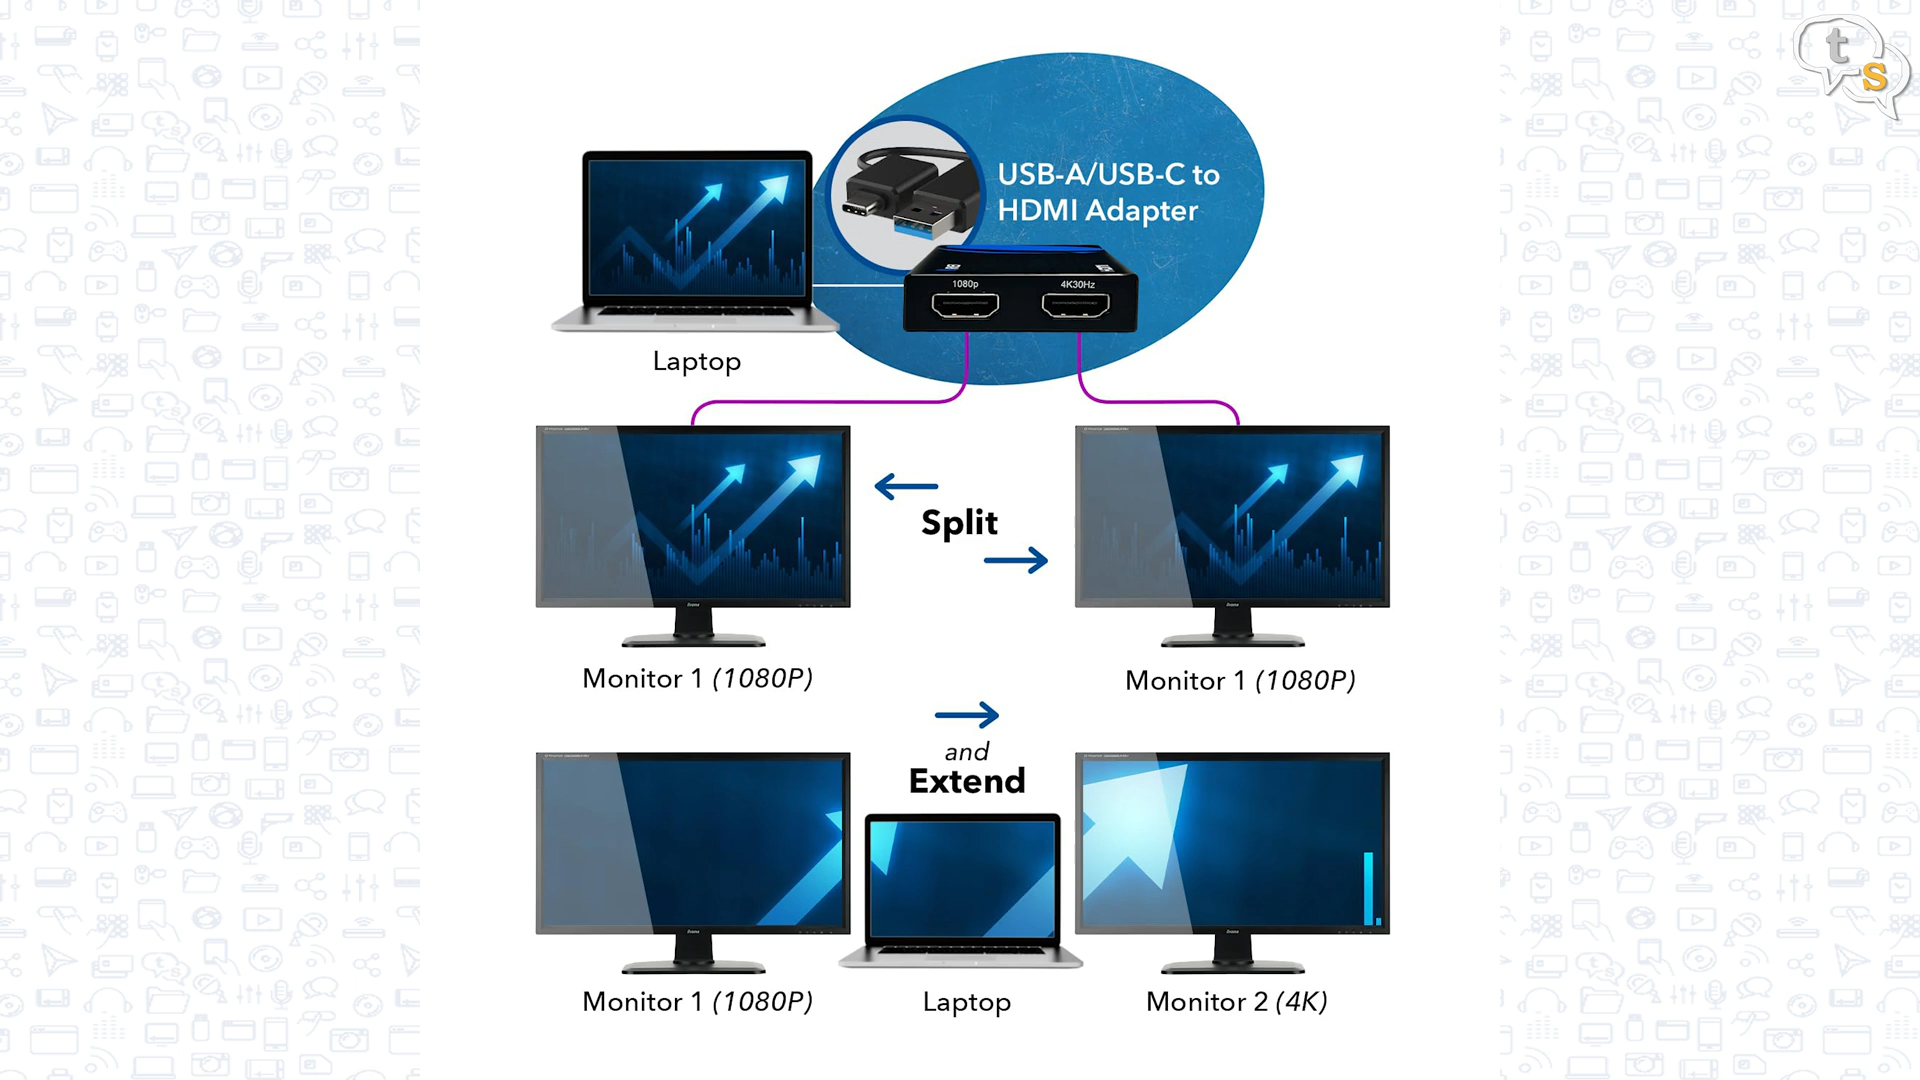 ts
USB-A/USB-C to
HDMI Adapter
1080p
4K30Hz
Laptop
Split
Monitor 1 (1080P)
Monitor 1 (1080P)
and
Extend
Monitor 1 (1080P)
Laptop
Monitor 2 (4K)